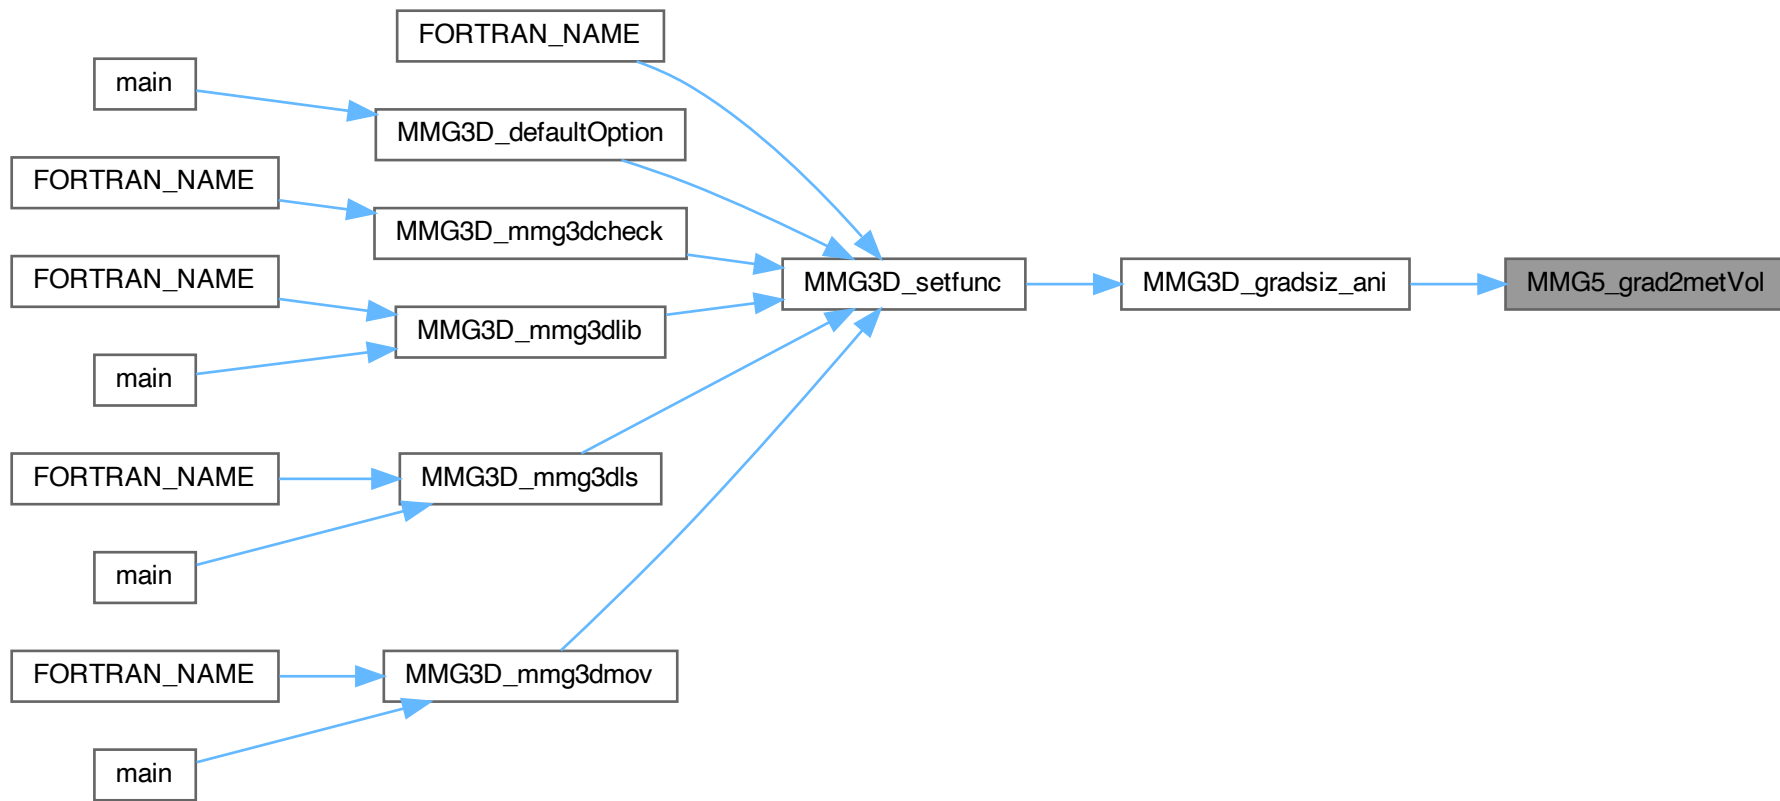 FORTRAN_NAME
main
MMG3D_defaultOption
FORTRAN_NAME
MMG3D_mmg3dcheck
FORTRAN_NAME
MMG3D_setfunc
MMG3D_gradsiz_ani
MMG5_grad2metVol
MMG3D_mmg3dlib
main
FORTRAN_NAME
MMG3D_mmg3dls
main
FORTRAN_NAME
MMG3D_mmg3dmov
main